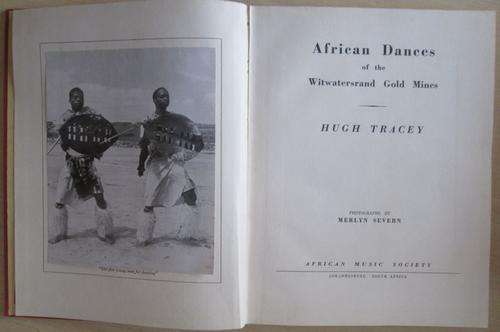 African Dances
of the
Witwatersrand Gold Mines
HUGH TRACEY
PHOTOGRAPHS BY
MERLYN SEVERN
AFRICAN MUSIC SOCIETY
JOHANNESBURG, SOUTH AFRICA